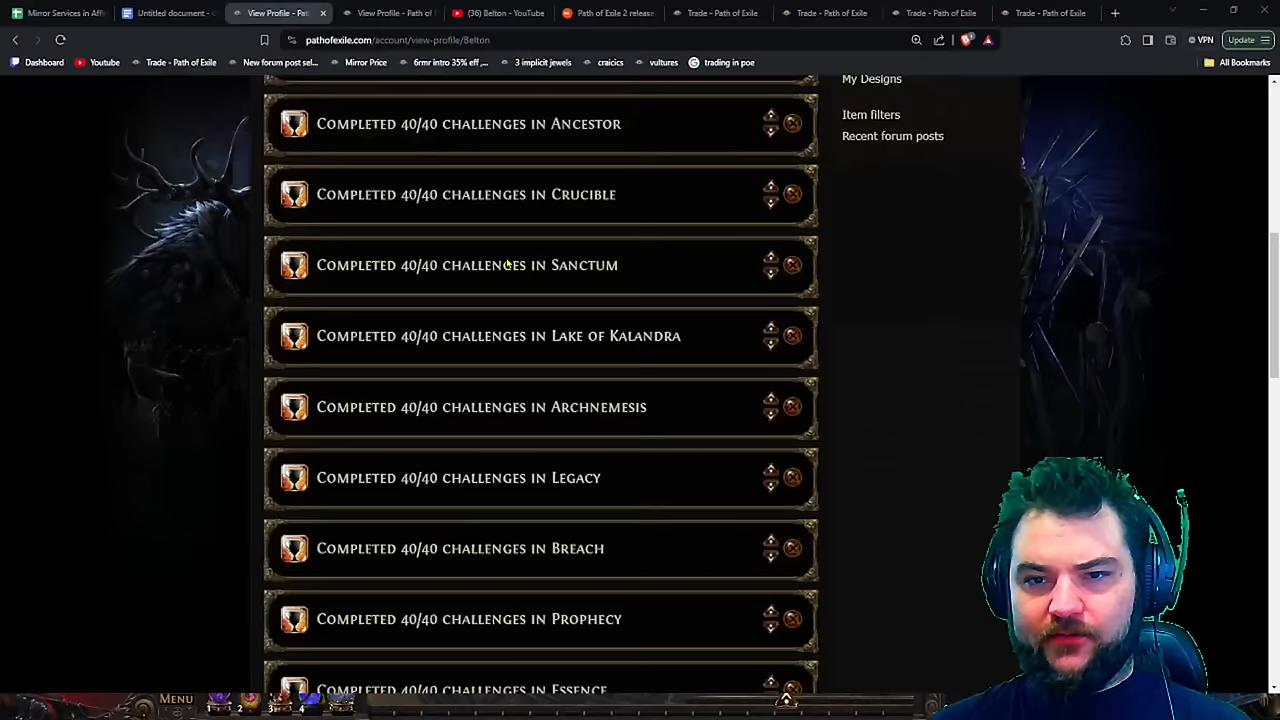 Mirror Services in Affl
Untitled document -
View Profile - Pat
View Profile - Path of
(36) Belton - YouTube
Path of Exile 2 release
Trade - Path of Exile
Trade - Path of Exile
Trade - Path of Exile
Trade - Path of Exile
pathofexile.com/account/view-profile/Belton
VPN
Update
Dashboard
Youtube
Trade - Path of Exile
New forum post sel...
Mirror Price
6rmr intro 35% eff ,...
3 implicit jewels
craicics
vultures
trading in poe
All Bookmarks
My Designs
Completed 40/40 challenges in Ancestor
Item filters
Recent forum posts
Completed 40/40 challenges in Crucible
Completed 40/40 challenges in Sanctum
Completed 40/40 challenges in Lake of Kalandra
Completed 40/40 challenges in Archnemesis
Completed 40/40 challenges in Legacy
Completed 40/40 challenges in Breach
Completed 40/40 challenges in Prophecy
Completed 40/40 challenges in Essence
Menu